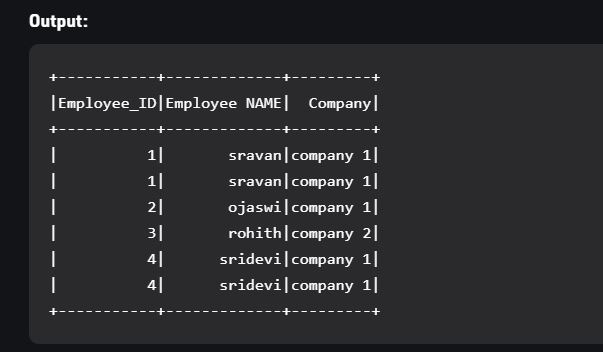 Output:
+-----------+-------------+---------+
|Employee_ID|Employee NAME|  Company|
+-----------+-------------+---------+
|          1|       sravan|company 1|
|          1|       sravan|company 1|
|          2|       ojaswi|company 1|
|          3|       rohith|company 2|
|          4|      sridevi|company 1|
|          4|      sridevi|company 1|
+-----------+-------------+---------+